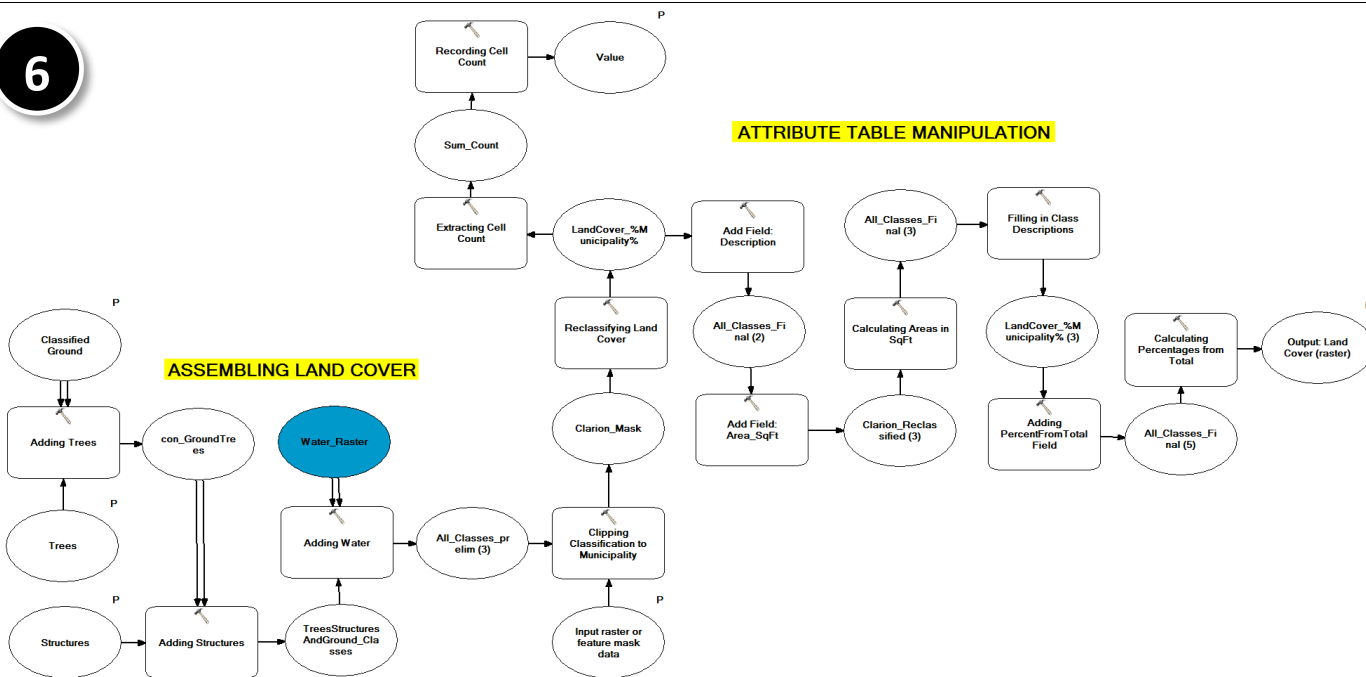 6
P
Recording Cell
Count
Value
ATTRIBUTE TABLE MANIPULATION
Sum_Count
Extracting Cell
Count
LandCover_%M
unicipality%
Add Field:
Description
All_Classes_Fi
nal (3)
Filling in Class
Descriptions
P
Classified
Ground
ASSEMBLING LAND COVER
Reclassifying Land
Cover
All_Classes_Fi
nal (2)
Calculating Areas in
SqFt
LandCover_%M
unicipality% (3)
Calculating
Percentages from
Total
Output: Land
Cover (raster)
Adding Trees
con_GroundTre
es
Water_Raster
Clarion_Mask
Add Field:
Area_SqFt
Clarion_Reclas
sified (3)
Adding
PercentFromTotal
Field
All_Classes_Fi
nal (5)
P
Trees
Adding Water
All_Classes_pr
elim (3)
Clipping
Classification to
Municipality
P
Structures
Adding Structures
TreesStructures
AndGround_Cla
sses
P
Input raster or
feature mask
data